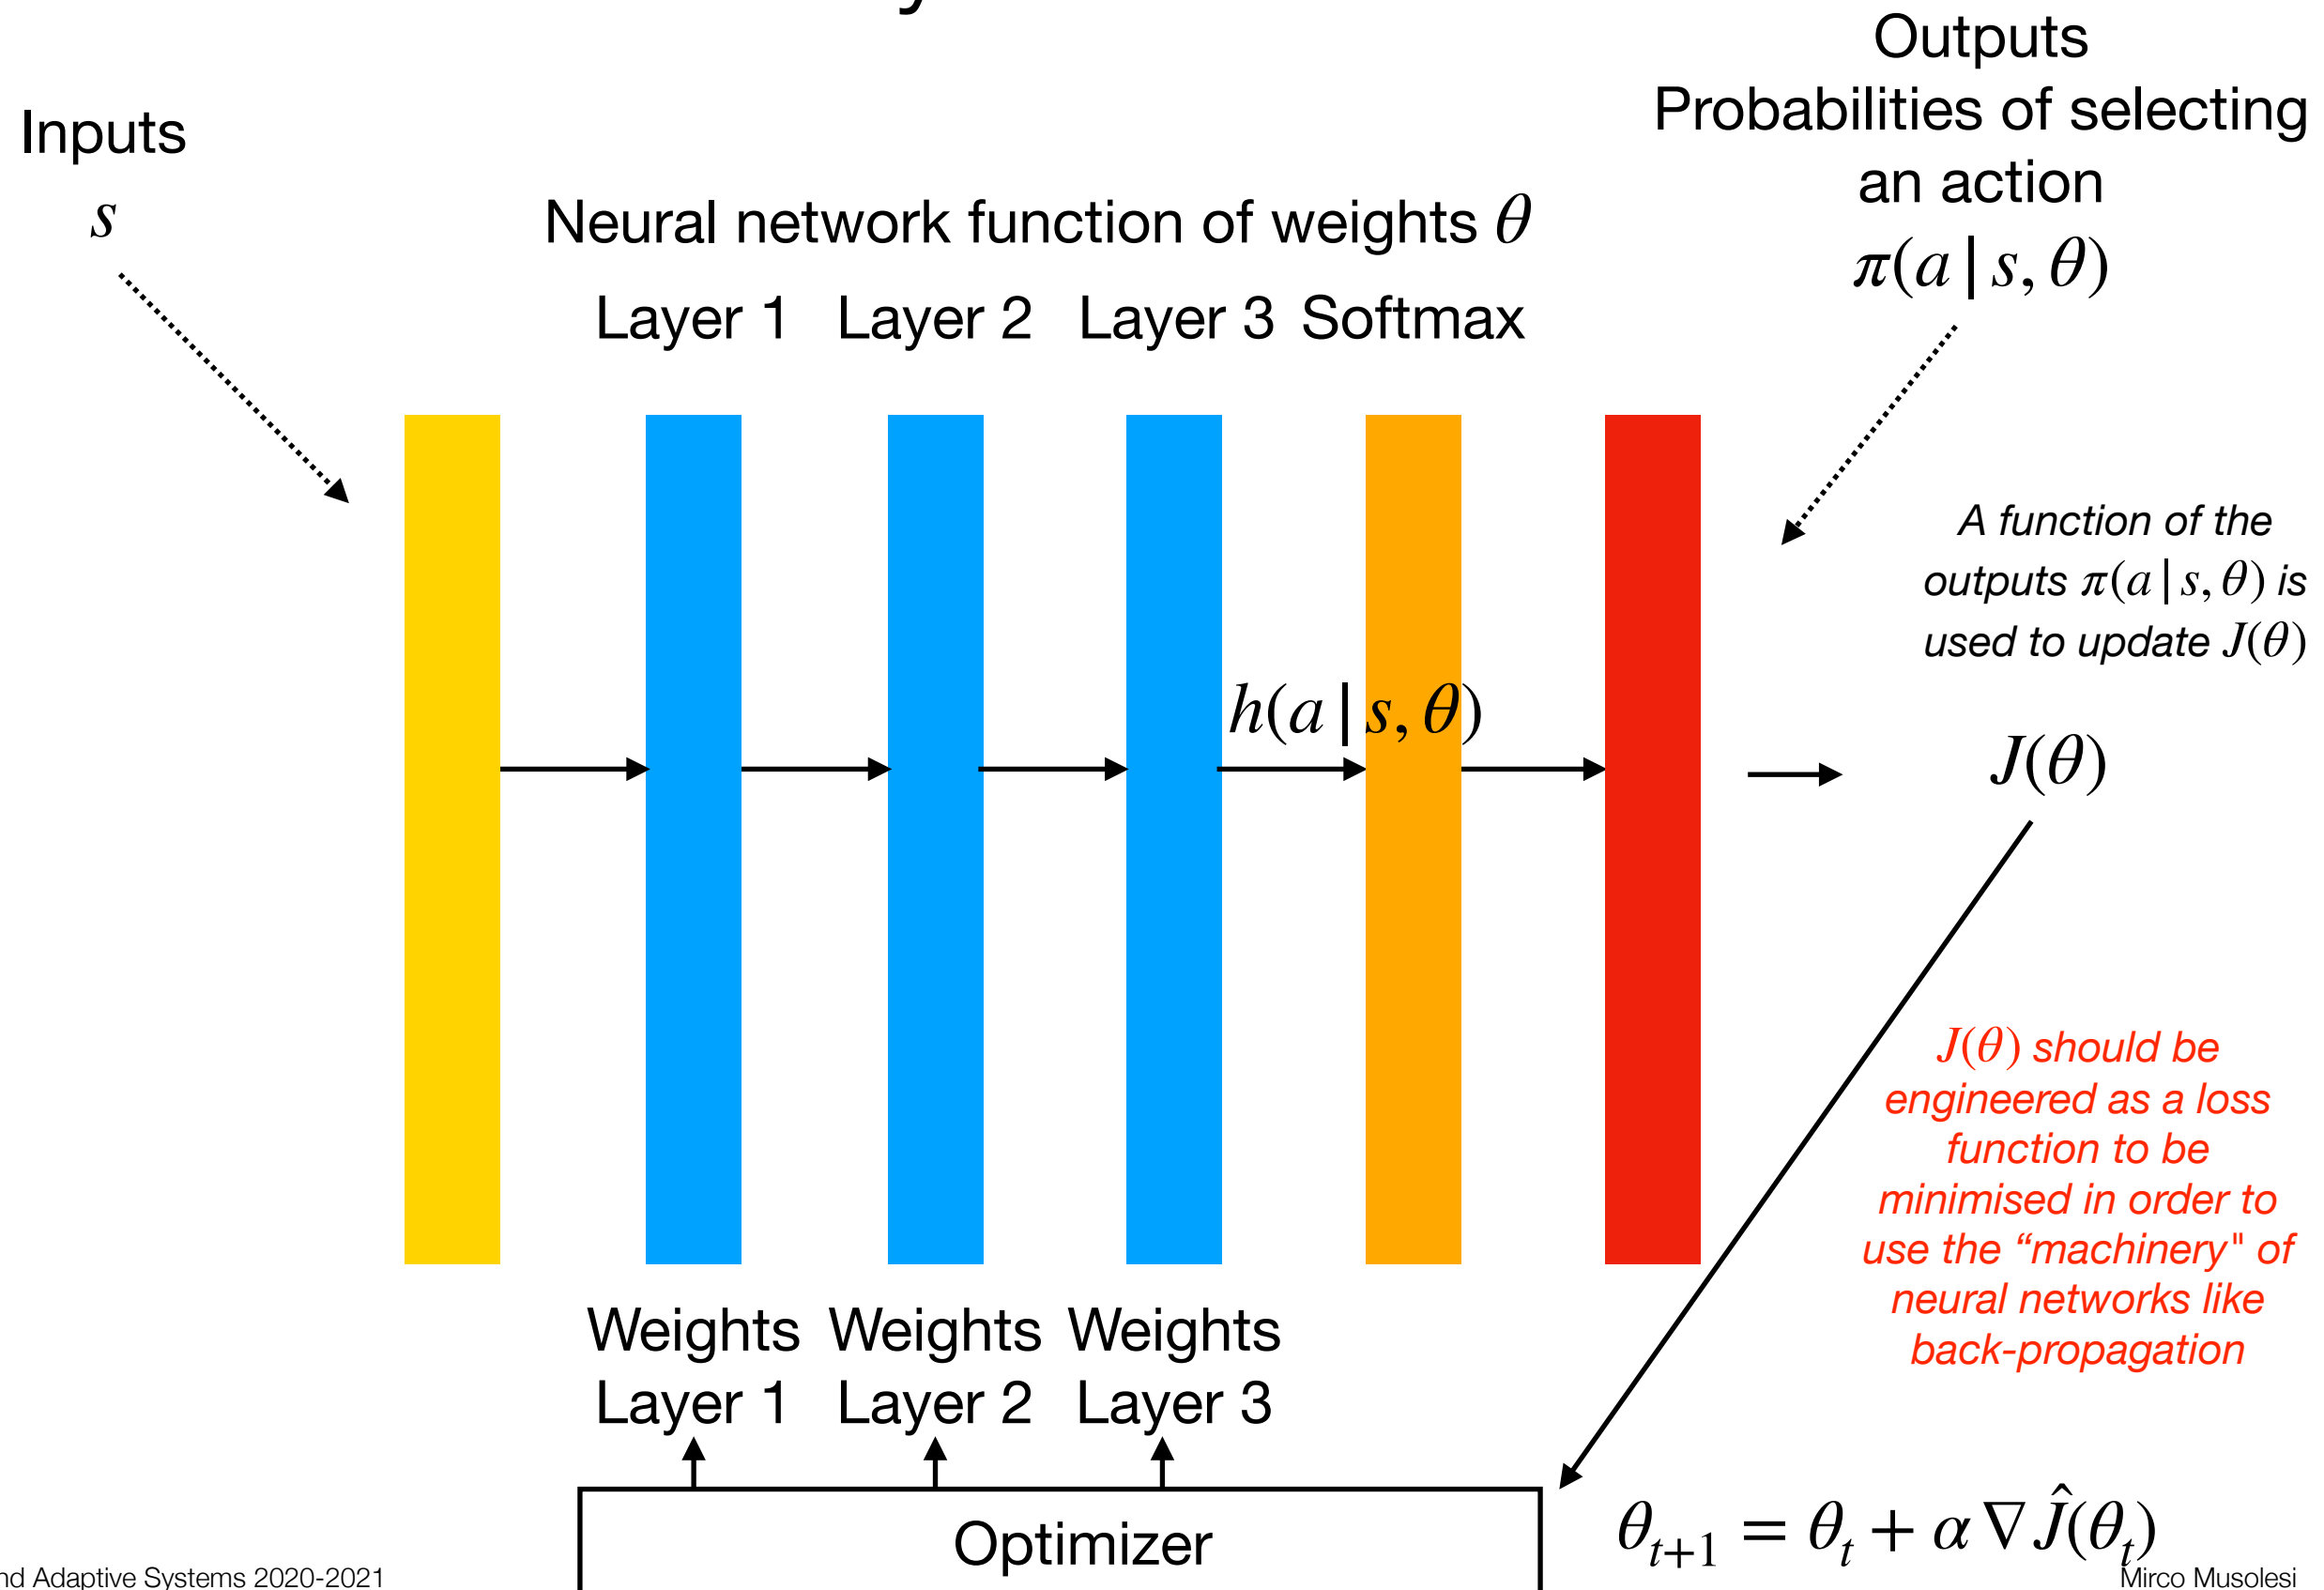 Inputs
s
Outputs
Probabilities of selecting
an action
π(a | s, θ)
Neural network function of weights θ
Layer 1 Layer 2 Layer 3 Softmax
A function of the
outputs π(a | s, θ) is
used to update J(θ)
h(a | s, θ)
J(θ)
J(θ) should be
engineered as a loss
function to be
minimised in order to
use the “machinery" of
neural networks like
back-propagation
Weights Weights Weights
Layer 1 Layer 2 Layer 3
Optimizer
θ_{t+1} = θ_t + α∇Ĵ(θ_t)
nd Adaptive Systems 2020-2021
Mirco Musolesi